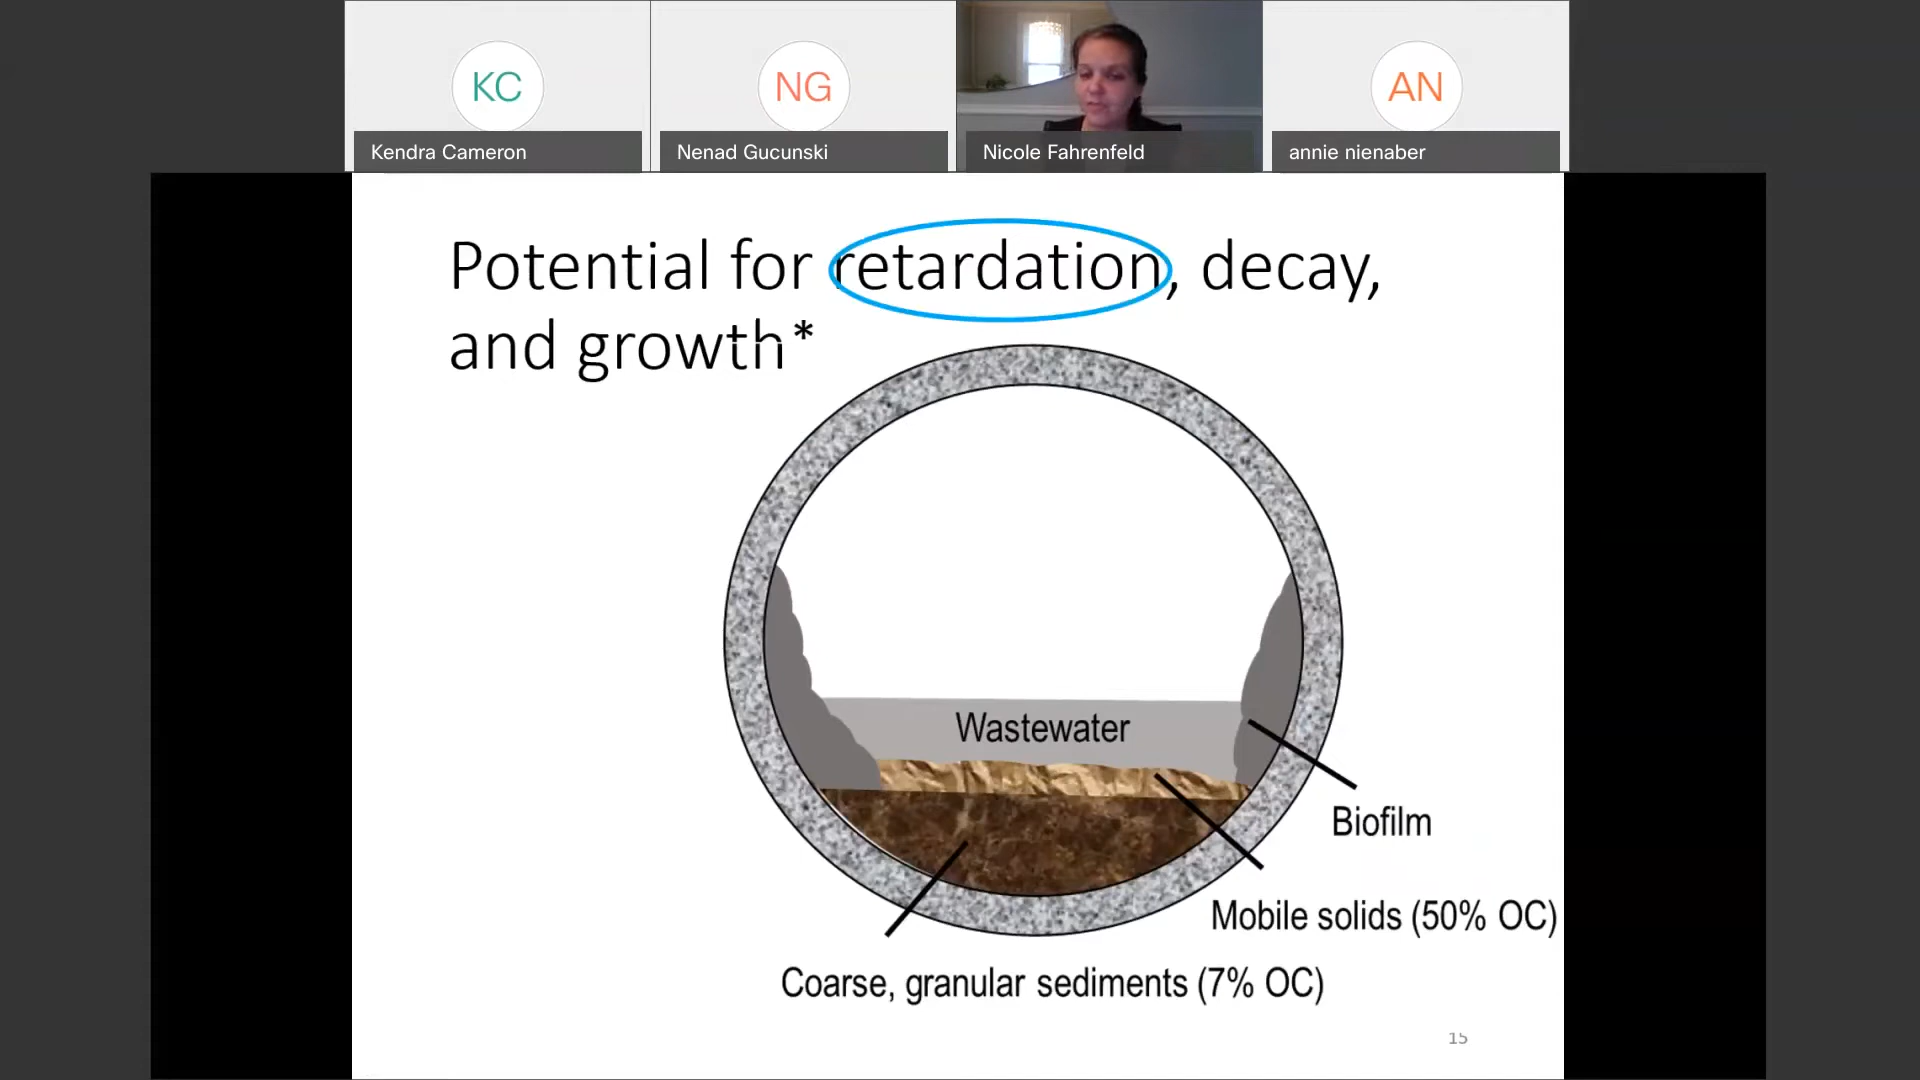 KC
NG
AN
Kendra Cameron
Nenad Gucunski
Nicole Fahrenfeld
annie nienaber
Potential for retardation, decay,
and growth*
Wastewater
Biofilm
Mobile solids (50% OC)
Coarse, granular sediments (7% OC)
15